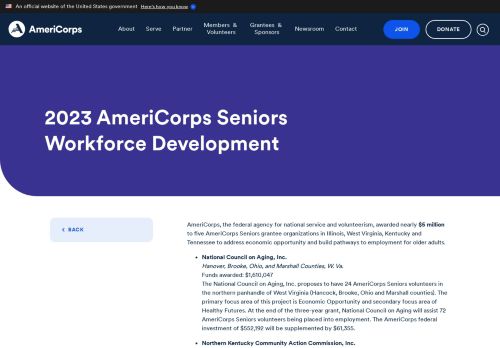 An official website of the United States government Here's how you know
AmeriCorps
About Serve Partner Members & Volunteers Grantees & Sponsors Newsroom Contact JOIN DONATE
2023 AmeriCorps Seniors
Workforce Development
< BACK
AmeriCorps, the federal agency for national service and volunteerism, awarded nearly $5 million
to five AmeriCorps Seniors grantee organizations in Illinois, West Virginia, Kentucky and
Tennessee to address economic opportunity and build pathways to employment for older adults.
• National Council on Aging, Inc.
Hanover, Brooke, Ohio, and Marshall Counties, W. Va.
Funds awarded: $1,610,047
The National Council on Aging, Inc. proposes to have 24 AmeriCorps Seniors volunteers in
the northern panhandle of West Virginia (Hancock, Brooke, Ohio and Marshall counties). The
primary focus area of this project is Economic Opportunity and secondary focus area of
Healthy Futures. At the end of the three-grant, National Council on Aging will assist 72
AmeriCorps Seniors volunteers being placed into employment. The AmeriCorps federal
investment of $552,192 will be supplemented by $61,355.
• Northern Kentucky Community Action Commission, Inc.